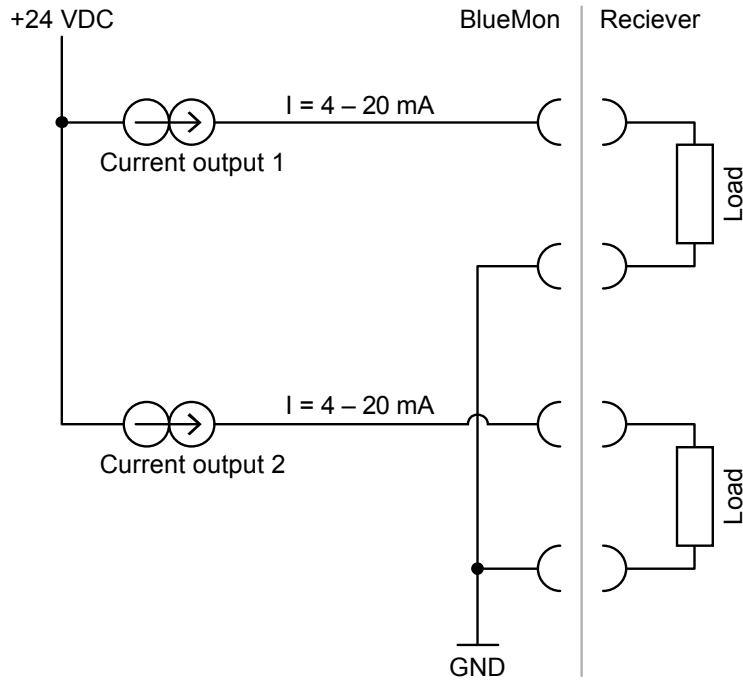 +24 VDC
BlueMon
Reciever
I = 4 – 20 mA
Current output 1
Load
I = 4 – 20 mA
Current output 2
Load
GND